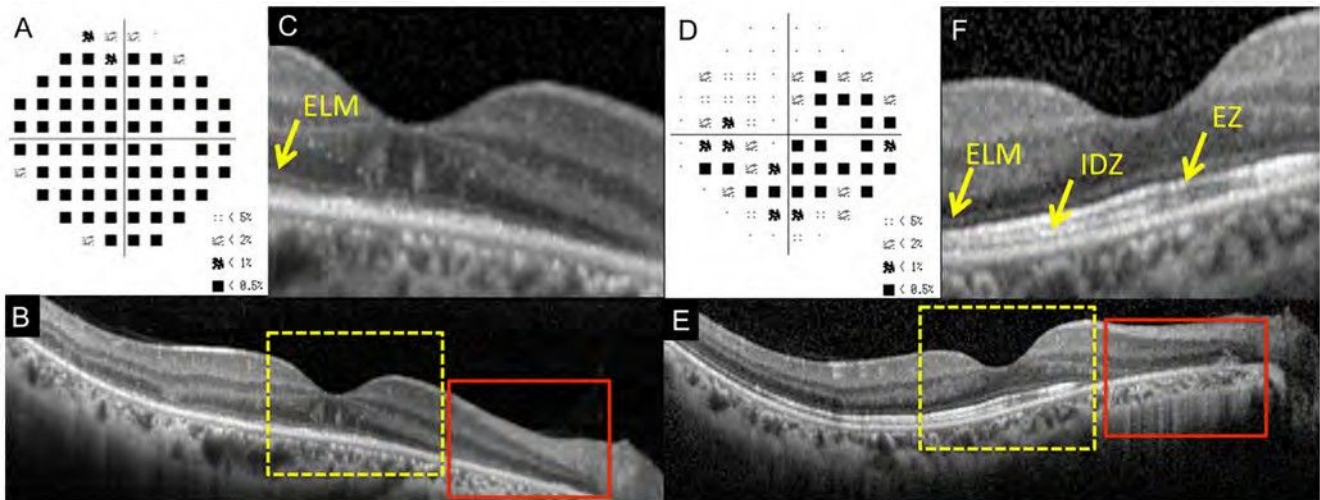 A
:: < 5%
< 2%
< 1%
■ < 0.5%
C
ELM
D
:: < 5%
< 2%
< 1%
■ < 0.5%
F
ELM
IDZ
EZ
B
E